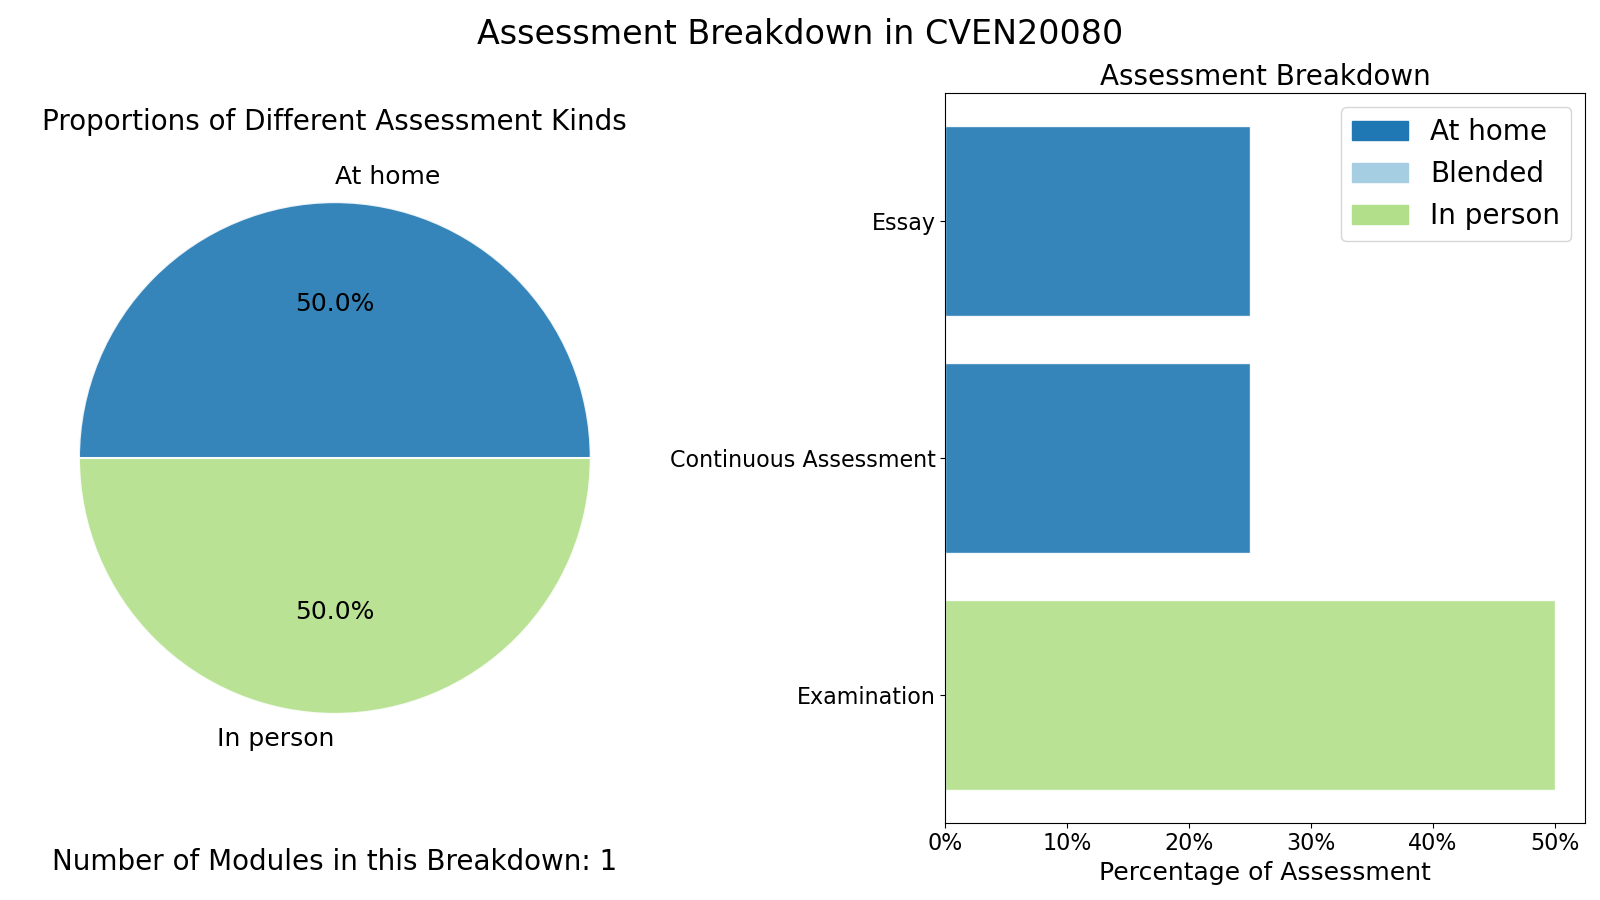 Assessment Breakdown in CVEN20080
Proportions of Different Assessment Kinds
At home
50.0%
50.0%
In person
Number of Modules in this Breakdown: 1
Assessment Breakdown
At home
Blended
In person
Essay
Continuous Assessment
Examination
0% 10% 20% 30% 40% 50%
Percentage of Assessment